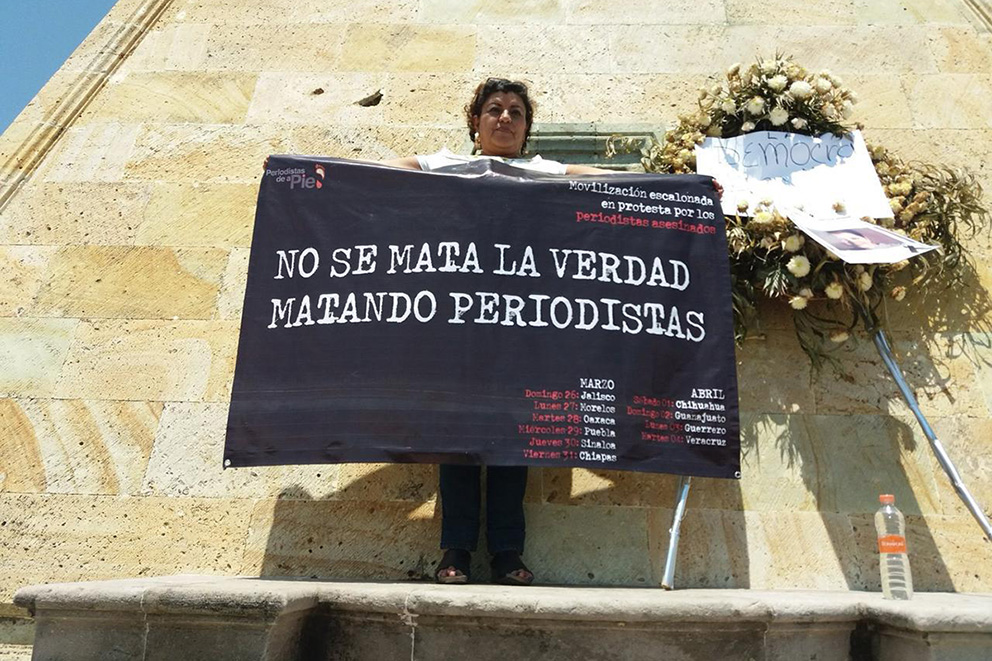 Periodistas
de a Pie
Movilización escalonada
en protesta por los
periodistas asesinados
NO SE MATA LA VERDAD
MATANDO PERIODISTAS
MARZO
Domingo 26: Jalisco
Lunes 27: Morelos
Martes 28: Oaxaca
Miércoles 29: Puebla
Jueves 30: Sinaloa
Viernes 31: Chiapas
ABRIL
Sábado 01: Chihuahua
Domingo 02: Guanajuato
Lunes 03: Guerrero
Martes 04: Veracruz